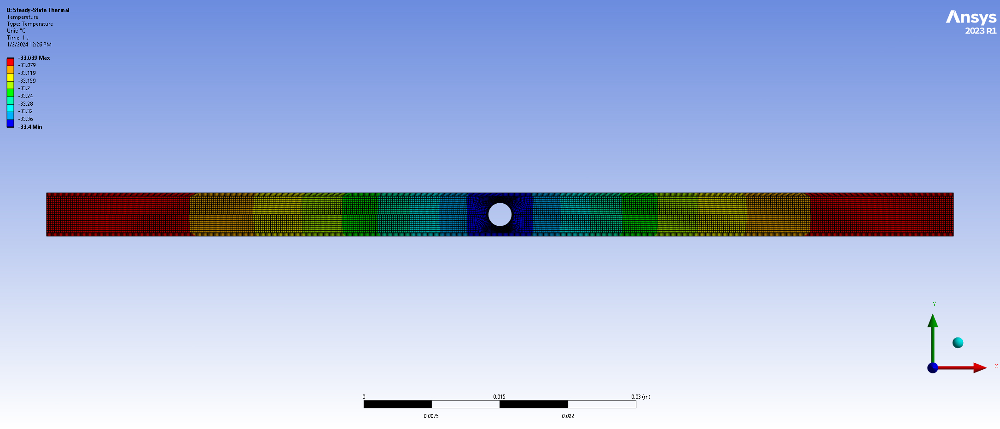 B: Steady-State Thermal
Temperature
Type: Temperature
Unit: °C
Time: 1 s
1/2/2024 12:26 PM
-33.039 Max
-33.079
-33.119
-33.159
-33.2
-33.24
-33.28
-33.32
-33.36
-33.4 Min
Ansys
2023 R1
Y
X
0
0.015
0.03 (m)
0.0075
0.022